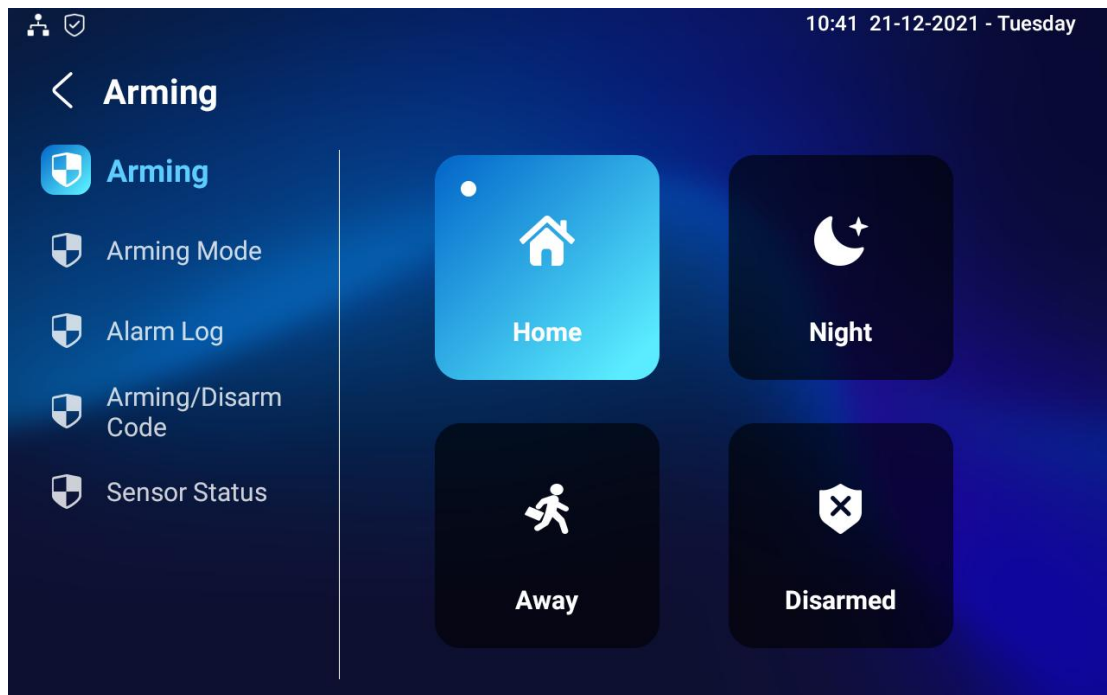 10:41 21-12-2021 - Tuesday
Arming
Arming
Arming Mode
Alarm Log
Arming/Disarm
Code
Sensor Status
Home
Night
Away
Disarmed